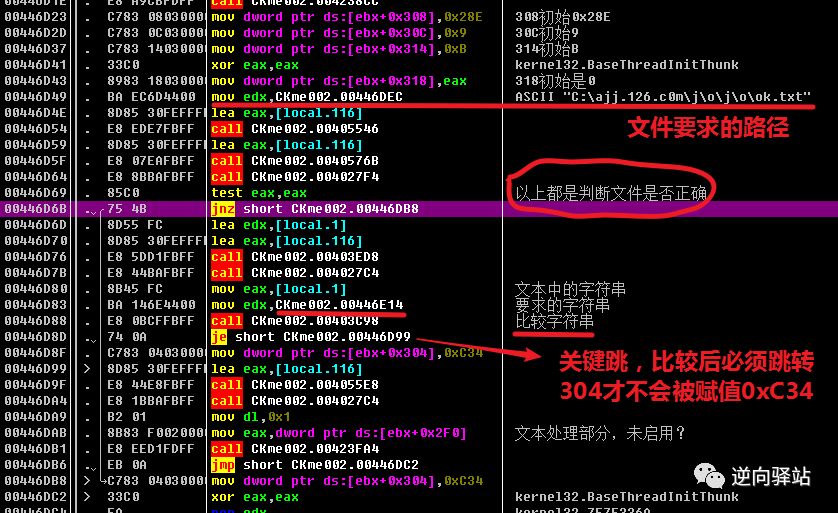 00446D1E . E8 A9CBFDFF call CKme002.004238CC
00446D23 . C783 08030000 mov dword ptr ds:[ebx+0x308],0x28E 308初始0x28E
00446D2D . C783 0C030000 mov dword ptr ds:[ebx+0x30C],0x9 30C初始9
00446D37 . C783 14030000 mov dword ptr ds:[ebx+0x314],0xB 314初始B
00446D41 . 33C0 xor eax,eax kernel32.BaseThreadInitThunk
00446D43 . 8983 18030000 mov dword ptr ds:[ebx+0x318],eax 318初始是0
00446D49 . BA EC6D4400 mov edx,CKme002.00446DEC ASCII "C:\ajj.126.c0m\j\o\j\o\ok.txt"
文件要求的路径
00446D4E . 8D85 30FEFFFF lea eax,[local.116]
00446D54 . E8 EDE7FBFF call CKme002.00405546
00446D59 . 8D85 30FEFFFF lea eax,[local.116]
00446D5F . E8 07EAFBFF call CKme002.0040576B
00446D64 . E8 8BBAFBFF call CKme002.004027F4
00446D69 . 85C0 test eax,eax 以上都是判断文件是否正确
00446D6B . 75 4B jnz short CKme002.00446DB8
00446D6D . 8D55 FC lea edx,[local.1]
00446D70 . 8D85 30FEFFFF lea eax,[local.116]
00446D76 . E8 5DD1FBFF call CKme002.00403ED8
00446D7B . E8 44BAFBFF call CKme002.004027C4
00446D80 . 8B45 FC mov eax,[local.1] 文本中的字符串
00446D83 . BA 146E4400 mov edx,CKme002.00446E14 要求的字符串
00446D88 . E8 0BCFFBFF call CKme002.00403C98 比较字符串
00446D8D . 74 0A je short CKme002.00446D99
关键跳，比较后必须跳转
304才不会被赋值0xC34
00446D8F . C783 04030000 mov dword ptr ds:[ebx+0x304],0xC34
00446D99 > 8D85 30FEFFFF lea eax,[local.116]
00446D9F . E8 44E8FBFF call CKme002.004055E8
00446DA4 . E8 1BBAFBFF call CKme002.004027C4
00446DA9 . B2 01 mov dl,0x1
00446DAB . 8B83 F0020000 mov eax,dword ptr ds:[ebx+0x2F0] 文本处理部分，未启用？
00446DB1 . E8 EED1FDFF call CKme002.00423FA4
00446DB6 . EB 0A jmp short CKme002.00446DC2
00446DB8 > C783 04030000 mov dword ptr ds:[ebx+0x304],0xC34
00446DC2 > 33C0 xor eax,eax kernel32.BaseThreadInitThunk
逆向驿站